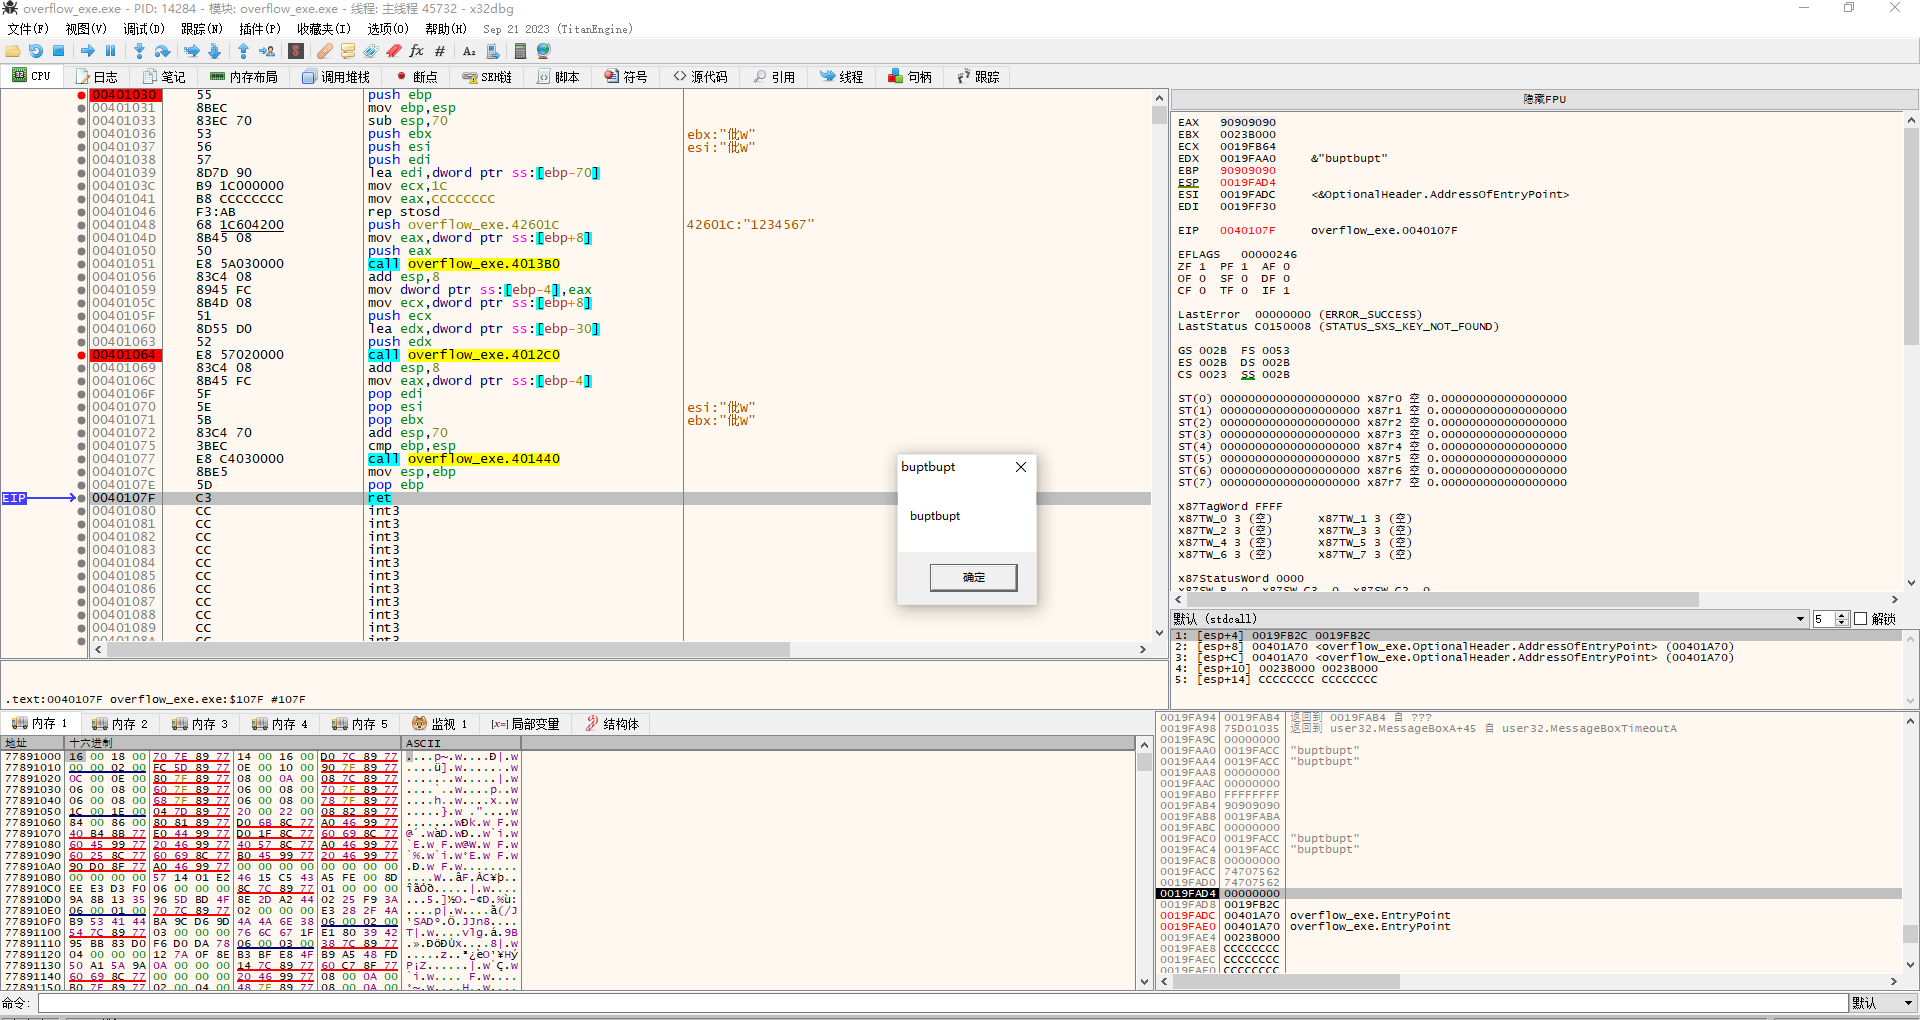 overflow_exe.exe - PID: 14284 - 模块: overflow_exe.exe - 线程: 主线程 45732 - x32dbg
文件(F) 视图(V) 调试(D) 跟踪(N) 插件(P) 收藏夹(I) 选项(O) 帮助(H) Sep 21 2023 (TitanEngine)
CPU 日志 笔记 内存布局 调用堆栈 断点 SEH链 脚本 符号 源代码 引用 线程 句柄 跟踪
00401030 55 push ebp
00401031 8BEC mov ebp,esp
00401033 83EC 70 sub esp,70
00401036 53 push ebx ebx:"仳w"
00401037 56 push esi esi:"仳w"
00401038 57 push edi
00401039 8D7D 90 lea edi,dword ptr ss:[ebp-70]
0040103C B9 1C000000 mov ecx,1C
00401041 B8 CCCCCCCC mov eax,CCCCCCCC
00401046 F3:AB rep stosd
00401048 68 1C604200 push overflow_exe.42601C 42601C:"1234567"
0040104D 8B45 08 mov eax,dword ptr ss:[ebp+8]
00401050 50 push eax
00401051 E8 5A030000 call overflow_exe.4013B0
00401056 83C4 08 add esp,8
00401059 8945 FC mov dword ptr ss:[ebp-4],eax
0040105C 8B4D 08 mov ecx,dword ptr ss:[ebp+8]
0040105F 51 push ecx
00401060 8D55 D0 lea edx,dword ptr ss:[ebp-30]
00401063 52 push edx
00401064 E8 57020000 call overflow_exe.4012C0
00401069 83C4 08 add esp,8
0040106C 8B45 FC mov eax,dword ptr ss:[ebp-4]
0040106F 5F pop edi
00401070 5E pop esi esi:"仳w"
00401071 5B pop ebx ebx:"仳w"
00401072 83C4 70 add esp,70
00401075 3BEC cmp ebp,esp
00401077 E8 C4030000 call overflow_exe.401440
0040107C 8BE5 mov esp,ebp
0040107E 5D pop ebp
EIP 0040107F C3 ret
00401080 CC int3
00401081 CC int3
00401082 CC int3
00401083 CC int3
00401084 CC int3
00401085 CC int3
00401086 CC int3
00401087 CC int3
00401088 CC int3
00401089 CC int3
0040108A CC int3
buptbupt
buptbupt
确定
.text:0040107F overflow_exe.exe:$107F #107F
隐藏FPU
EAX 90909090
EBX 0023B000
ECX 0019FB64
EDX 0019FAA0 &"buptbupt"
EBP 90909090
ESP 0019FAD4
ESI 0019FADC <&OptionalHeader.AddressOfEntryPoint>
EDI 0019FF30
EIP 0040107F overflow_exe.0040107F
EFLAGS 00000246
ZF 1 PF 1 AF 0
OF 0 SF 0 DF 0
CF 0 TF 0 IF 1
LastError 00000000 (ERROR_SUCCESS)
LastStatus C0150008 (STATUS_SXS_KEY_NOT_FOUND)
GS 002B FS 0053
ES 002B DS 002B
CS 0023 SS 002B
ST(0) 00000000000000000000 x87r0 空 0.000000000000000000
ST(1) 00000000000000000000 x87r1 空 0.000000000000000000
ST(2) 00000000000000000000 x87r2 空 0.000000000000000000
ST(3) 00000000000000000000 x87r3 空 0.000000000000000000
ST(4) 00000000000000000000 x87r4 空 0.000000000000000000
ST(5) 00000000000000000000 x87r5 空 0.000000000000000000
ST(6) 00000000000000000000 x87r6 空 0.000000000000000000
ST(7) 00000000000000000000 x87r7 空 0.000000000000000000
x87TagWord FFFF
x87TW_0 3 (空) x87TW_1 3 (空)
x87TW_2 3 (空) x87TW_3 3 (空)
x87TW_4 3 (空) x87TW_5 3 (空)
x87TW_6 3 (空) x87TW_7 3 (空)
x87StatusWord 0000
x87SW_B 0 x87SW_C3 0 x87SW_C2 0
默认 (stdcall) 5 解锁
1: [esp+4] 0019FB2C 0019FB2C
2: [esp+8] 00401A70 <overflow_exe.OptionalHeader.AddressOfEntryPoint> (00401A70)
3: [esp+C] 00401A70 <overflow_exe.OptionalHeader.AddressOfEntryPoint> (00401A70)
4: [esp+10] 0023B000 0023B000
5: [esp+14] CCCCCCCC CCCCCCCC
内存 1 内存 2 内存 3 内存 4 内存 5 监视 1 [x=]局部变量 结构体
地址 十六进制 ASCII
77891000 16 00 18 00 70 7E 89 77 14 00 16 00 D0 7C 89 77
77891010 00 00 02 00 FC 5D 89 77 0E 00 10 00 90 7F 89 77
77891020 0C 00 0E 00 80 7F 89 77 08 00 0A 00 08 7C 89 77
77891030 06 00 08 00 60 7F 89 77 06 00 08 00 70 7F 89 77
77891040 06 00 08 00 68 7F 89 77 06 00 08 00 78 7F 89 77
77891050 1C 00 1E 00 04 7D 89 77 20 00 22 00 08 82 89 77
77891060 84 00 86 00 80 81 89 77 D0 6B 8C 77 A0 46 99 77
77891070 40 B4 8B 77 E0 44 99 77 D0 1F 8C 77 60 69 8C 77
77891080 60 45 99 77 20 46 99 77 40 57 8C 77 A0 46 99 77
77891090 60 25 8C 77 60 69 8C 77 B0 45 99 77 20 46 99 77
778910A0 90 D0 8F 77 A0 46 99 77 00 00 00 00 00 00 00 00
778910B0 00 00 00 00 57 14 01 E2 46 15 C5 43 A5 FE 00 8D
778910C0 EE E3 D3 F0 06 00 00 00 8C 7C 89 77 01 00 00 00
778910D0 9A 8B 13 35 96 5D BD 4F 8E 2D A2 44 02 25 F9 3A
778910E0 06 00 01 00 70 7C 89 77 02 00 00 00 E3 28 2F 4A
778910F0 B9 53 41 44 BA 9C D6 9D 4A 4A 6E 38 06 00 02 00
77891100 54 7C 89 77 03 00 00 00 76 6C 67 1F E1 80 39 42
77891110 95 BB 83 D0 F6 D0 DA 78 06 00 03 00 38 7C 89 77
77891120 04 00 00 00 12 7A 0F 8E B3 BF E8 4F B9 A5 48 FD
77891130 50 A1 5A 9A 0A 00 00 00 14 7C 89 77 60 C7 8F 77
77891140 60 69 8C 77 00 00 00 00 20 46 99 77 08 00 0A 00
77891150 B0 7F 89 77 02 00 04 00 48 7F 89 77 08 00 0A 00
0019FA94 0019FAB4 返回到 0019FAB4 自 ???
0019FA98 75D01035 返回到 user32.MessageBoxA+45 自 user32.MessageBoxTimeoutA
0019FA9C 00000000
0019FAA0 0019FACC "buptbupt"
0019FAA4 0019FACC "buptbupt"
0019FAA8 00000000
0019FAAC 00000000
0019FAB0 FFFFFFFF
0019FAB4 90909090
0019FAB8 0019FABA
0019FABC 00000000
0019FAC0 0019FACC "buptbupt"
0019FAC4 0019FACC "buptbupt"
0019FAC8 00000000
0019FACC 74707562
0019FAD0 74707562
0019FAD4 00000000
0019FAD8 0019FB2C
0019FADC 00401A70 overflow_exe.EntryPoint
0019FAE0 00401A70 overflow_exe.EntryPoint
0019FAE4 0023B000
0019FAE8 CCCCCCCC
0019FAEC CCCCCCCC
0019FAF0 CCCCCCCC
命令: 默认